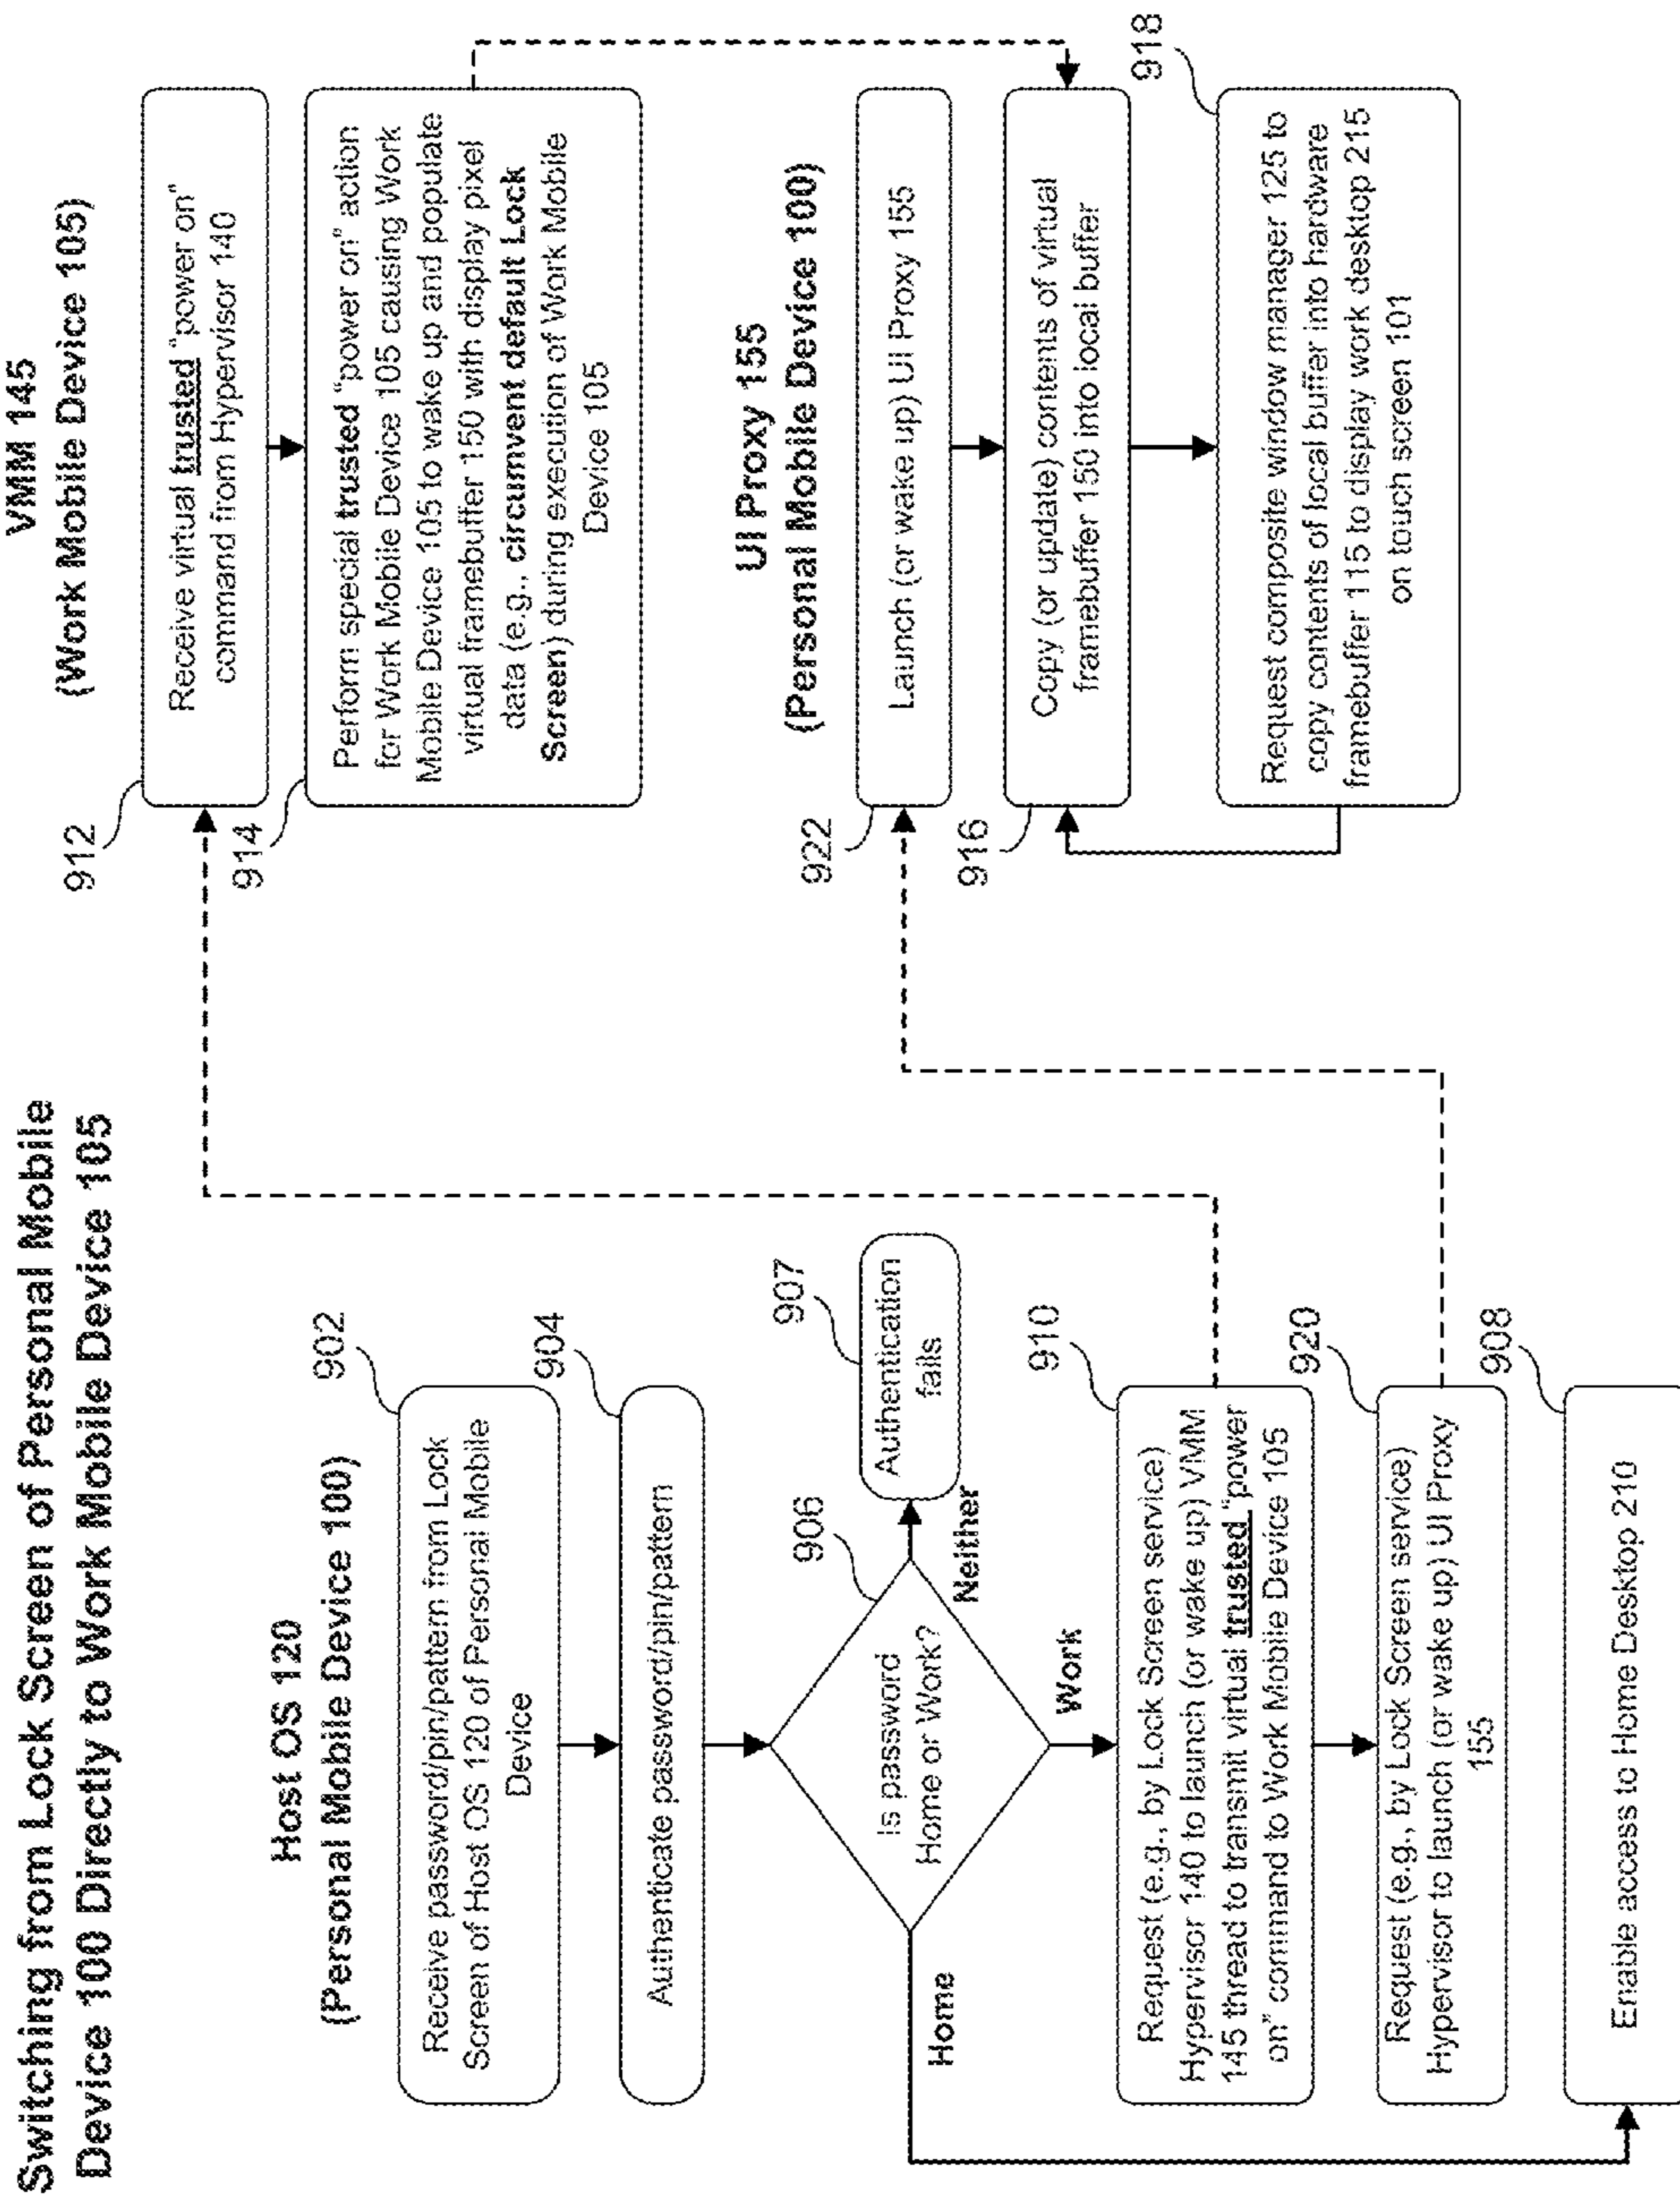 Switching from Lock Screen of Personal Mobile
Device 100 Directly to Work Mobile Device 105
Host OS 120
(Personal Mobile Device 100)
902
Receive password/pin/pattern from Lock
Screen of Host OS 120 of Personal Mobile
Device
904
Authenticate password/pin/pattern
906
Is password
Home or Work?
Neither
907
Authentication
fails
Home
Work
910
Request (e.g., by Lock Screen service)
Hypervisor 140 to launch (or wake up) VMM
145 thread to transmit virtual trusted "power
on" command to Work Mobile Device 105
920
Request (e.g., by Lock Screen service)
Hypervisor to launch (or wake up) UI Proxy
155
908
Enable access to Home Desktop 210
VMM 145
(Work Mobile Device 105)
912
Receive virtual trusted "power on"
command from Hypervisor 140
914
Perform special trusted "power on" action
for Work Mobile Device 105 causing Work
Mobile Device 105 to wake up and populate
virtual framebuffer 150 with display pixel
data (e.g., circumvent default Lock
Screen) during execution of Work Mobile
Device 105
UI Proxy 155
(Personal Mobile Device 100)
922
Launch (or wake up) UI Proxy 155
916
Copy (or update) contents of virtual
framebuffer 150 into local buffer
918
Request composite window manager 125 to
copy contents of local buffer into hardware
framebuffer 115 to display work desktop 215
on touch screen 101